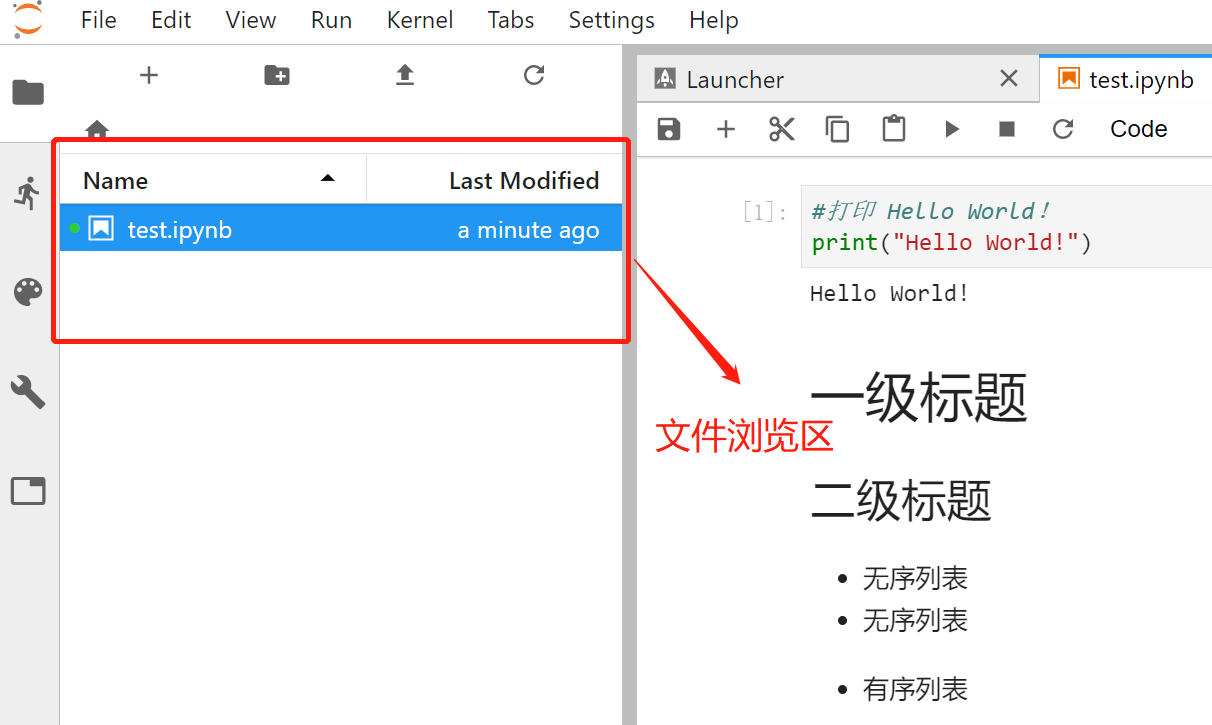 File Edit View Run Kernel Tabs Settings Help
Launcher
test.ipynb
Code
Name Last Modified
test.ipynb a minute ago
[1]:
#打印 Hello World!
print("Hello World!")
Hello World!
一级标题
文件浏览区
二级标题
• 无序列表
• 无序列表
• 有序列表